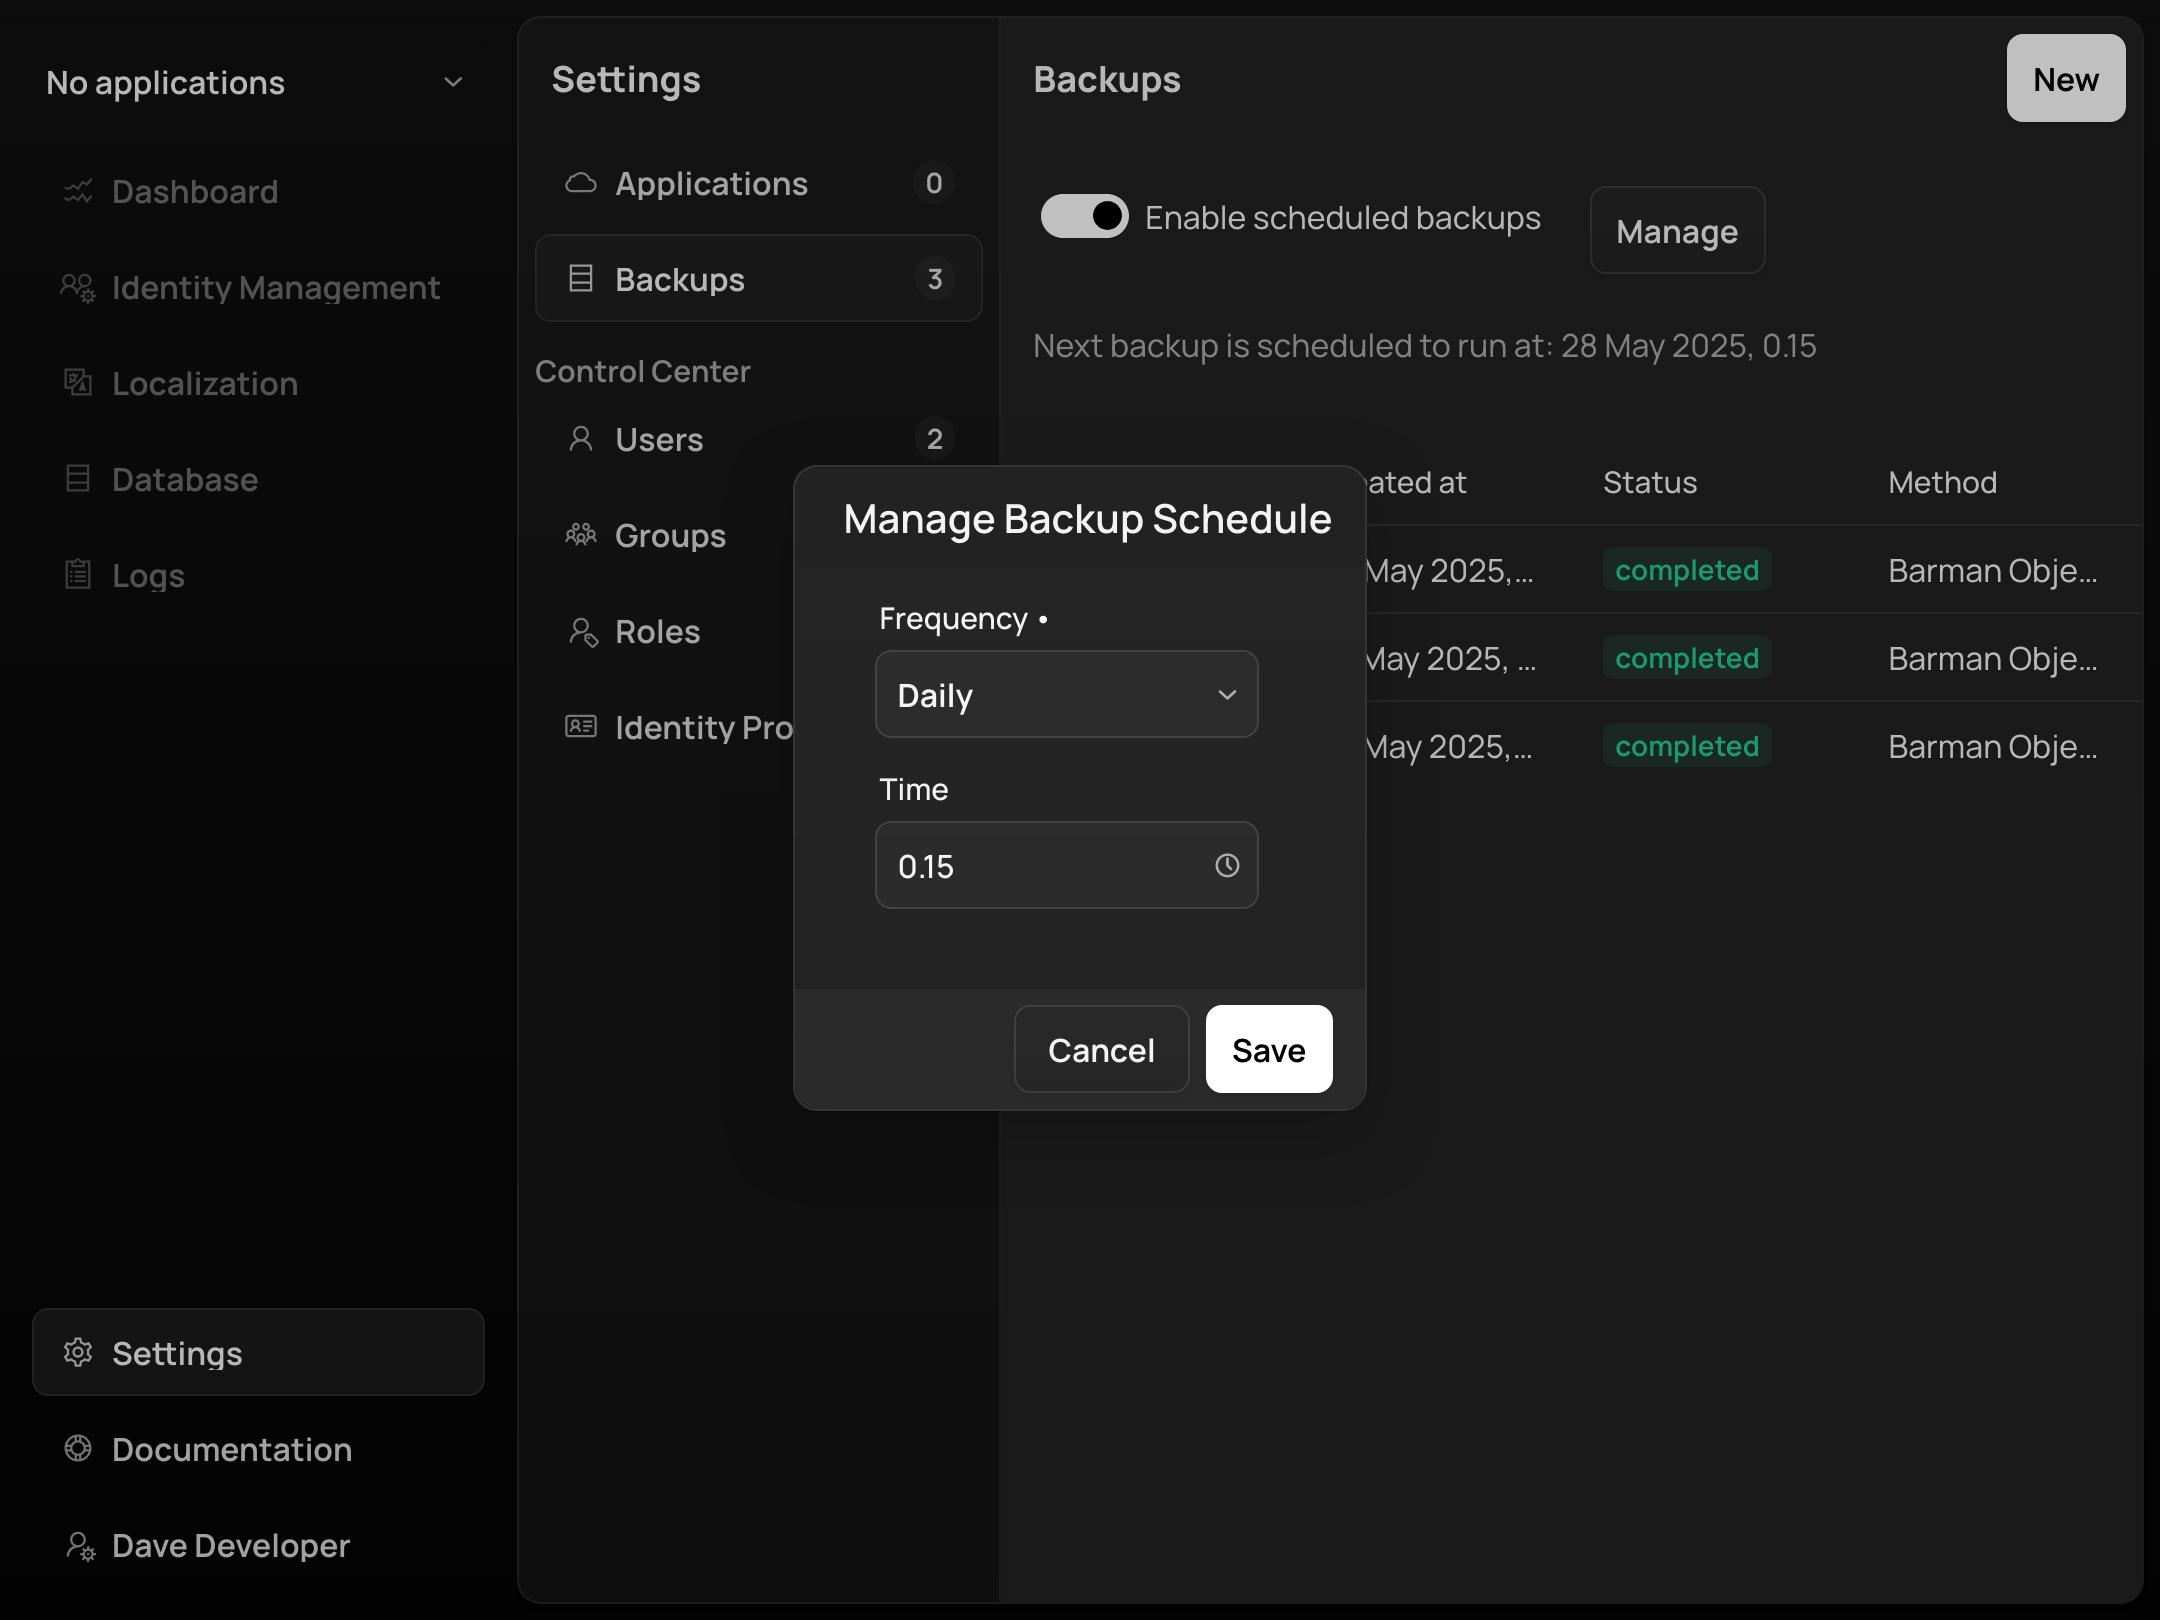 No applications
Dashboard
Identity Management
Localization
Database
Logs
Settings
Documentation
Dave Developer
Settings
Applications 0
Backups 3
Control Center
Users 2
Groups
Roles
Identity Pro
Backups
New
Enable scheduled backups
Manage
Next backup is scheduled to run at: 28 May 2025, 0.15
ated at Status Method
May 2025,... completed Barman Obje...
May 2025, ... completed Barman Obje...
May 2025,... completed Barman Obje...
Manage Backup Schedule
Frequency •
Daily
Time
0.15
Cancel
Save